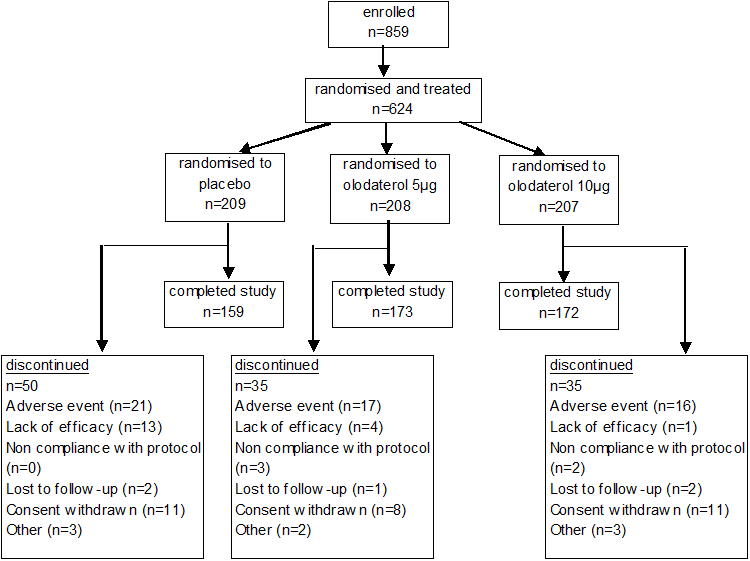 enrolled
n=859
randomised and treated
n=624
randomised to
placebo
n=209
randomised to
olodaterol 5µg
n=208
randomised to
olodaterol 10µg
n=207
completed study
n=159
completed study
n=173
completed study
n=172
discontinued
n=50
Adverse event (n=21)
Lack of efficacy (n=13)
Non compliance with protocol
(n=0)
Lost to follow-up (n=2)
Consent withdrawn (n=11)
Other (n=3)
discontinued
n=35
Adverse event (n=17)
Lack of efficacy (n=4)
Non compliance with protocol
(n=3)
Lost to follow-up (n=1)
Consent withdrawn (n=8)
Other (n=2)
discontinued
n=35
Adverse event (n=16)
Lack of efficacy (n=1)
Non compliance with protocol
(n=2)
Lost to follow-up (n=2)
Consent withdrawn (n=11)
Other (n=3)